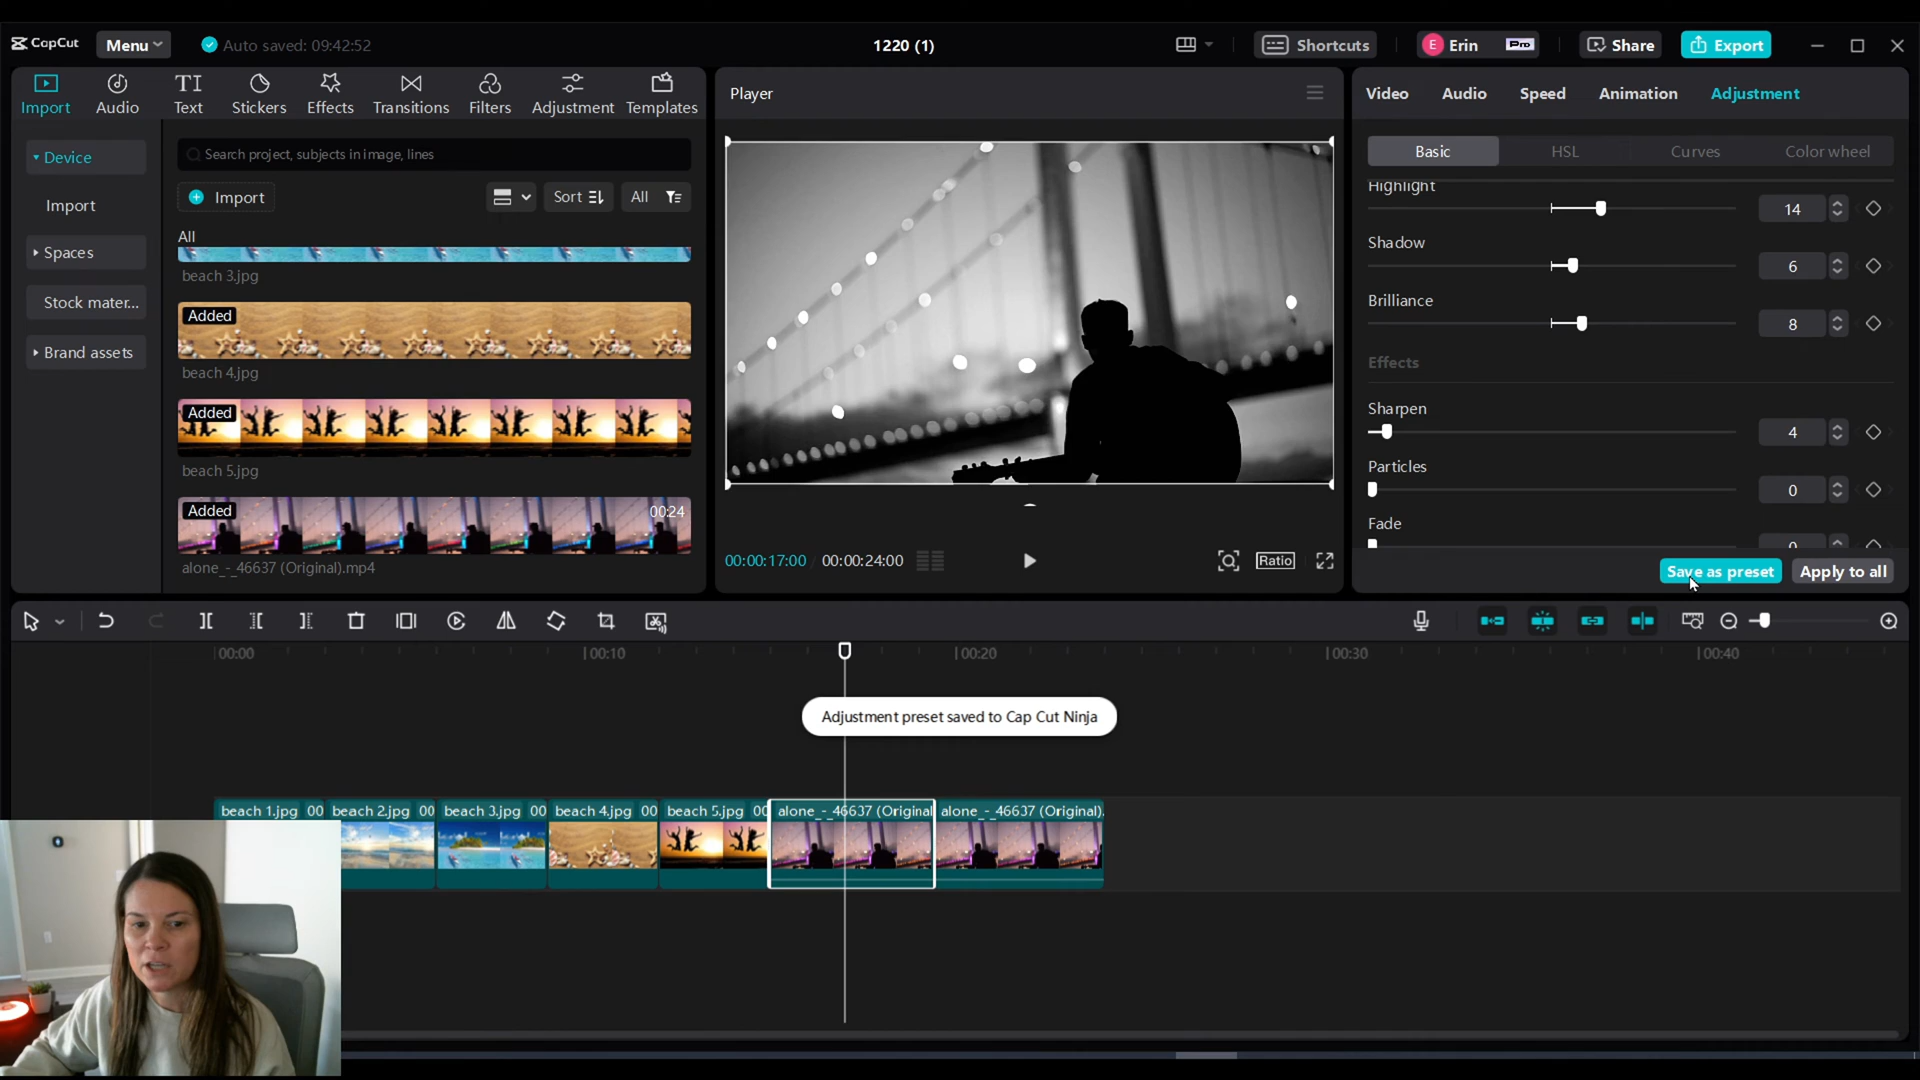 CapCut
Menu
Auto saved: 09:42:52
1220 (1)
Shortcuts
E
Erin
Pro
Share
Export
Import
Audio
Text
Stickers
Effects
Transitions
Filters
Adjustment
Templates
Device
Import
Spaces
Stock mater...
Brand assets
Search project, subjects in image, lines
Import
Sort
All
All
beach 3.jpg
Added
beach 4.jpg
Added
beach 5.jpg
Added
00:24
alone_-_46637 (Original).mp4
Player
00:00:17:00
00:00:24:00
Ratio
Video
Audio
Speed
Animation
Adjustment
Basic
HSL
Curves
Color wheel
Highlight
14
Shadow
6
Brilliance
8
Effects
Sharpen
4
Particles
0
Fade
0
Save as preset
Apply to all
00:00
00:10
00:20
00:30
00:40
Adjustment preset saved to Cap Cut Ninja
beach 1.jpg 00
beach 2.jpg 00
beach 3.jpg 00
beach 4.jpg 00
beach 5.jpg 00
alone_-_46637 (Original
alone_-_46637 (Original).